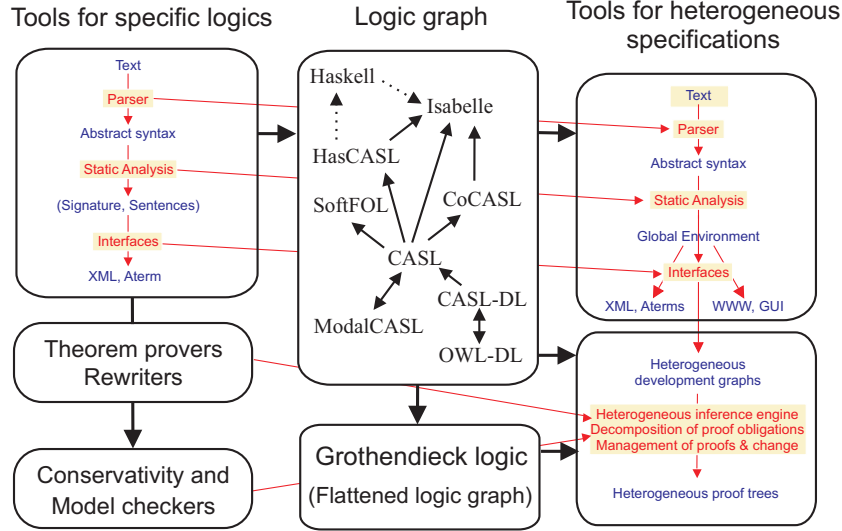 Tools for specific logics
Text
Parser
Abstract syntax
Static Analysis
(Signature, Sentences)
Interfaces
XML, Aterm
Theorem provers
Rewriters
Conservativity and
Model checkers
Logic graph
Haskell
Isabelle
HasCASL
SoftFOL
CoCASL
CASL
CASL-DL
ModalCASL
OWL-DL
Grothendieck logic
(Flattened logic graph)
Tools for heterogeneous
specifications
Text
Parser
Abstract syntax
Static Analysis
Global Environment
Interfaces
XML, Aterms
WWW, GUI
Heterogeneous
development graphs
Heterogeneous inference engine
Decomposition of proof obligations
Management of proofs & change
Heterogeneous proof trees